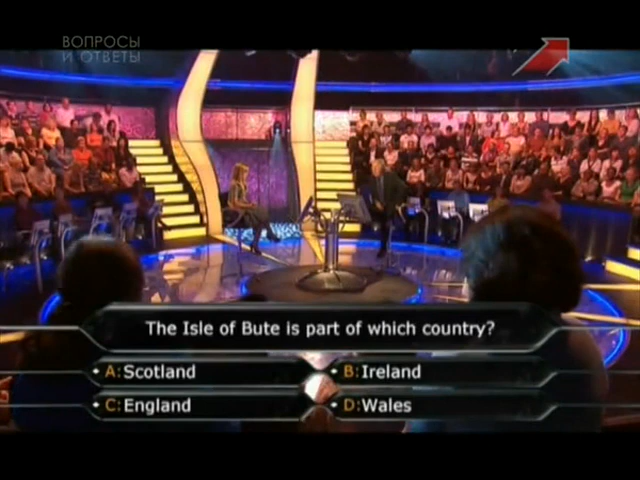 ВОПРОСЫ
И ОТВЕТЫ
The Isle of Bute is part of which country?
A: Scotland
B: Ireland
C: England
D: Wales